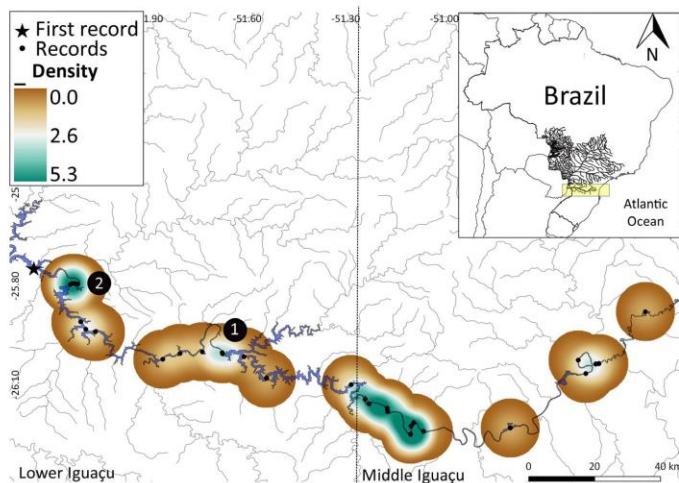 -51.90 -51.60 -51.30 -51.00
★ First record
• Records
Density
0.0
2.6
5.3
N
Brazil
Atlantic
Ocean
-25.80
-26.10
2
1
Lower Iguaçu
Middle Iguaçu
0 10 20 40 km